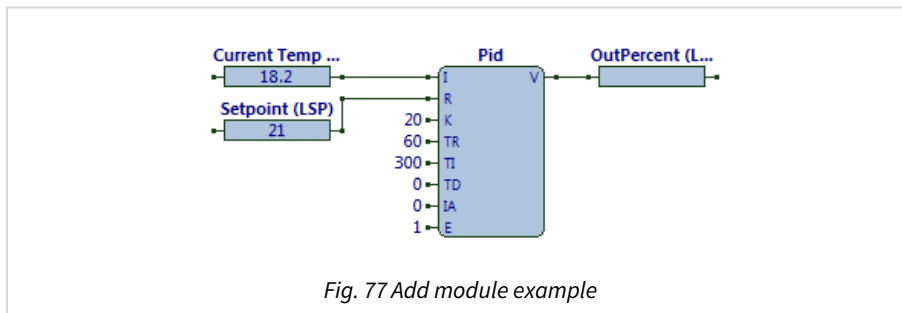 Current Temp ...
Pid
OutPercent (L...
18.2
I
V
Setpoint (LSP)
R
21
20
K
60
TR
300
TI
0
TD
0
IA
1
E
Fig. 77 Add module example